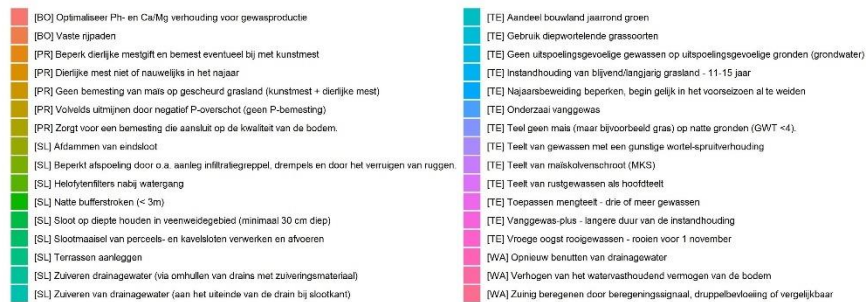 [BO] Optimaliseer Ph- en Ca/Mg verhouding voor gewasproductie
[BO] Vaste rijpaden
[PR] Beperk dierlijke mestgift en bemest eventueel bij met kunstmest
[PR] Dierlijke mest niet of nauwelijks in het najaar
[PR] Geen bemesting van maïs op gescheurd grasland (kunstmest + dierlijke mest)
[PR] Volvelds uitmijnen door negatief P-overschot (geen P-bemesting)
[PR] Zorgt voor een bemesting die aansluit op de kwaliteit van de bodem.
[SL] Afdammen van eindsloot
[SL] Beperkt afspoeling door o.a. aanleg infiltratiegreppel, drempels en door het verruigen van ruggen.
[SL] Helofytenfilters nabij watergang
[SL] Natte bufferstroken (< 3m)
[SL] Sloot op diepte houden in veenweidegebied (minimaal 30 cm diep)
[SL] Slootmaaisel van perceels- en kavelsloten verwerken en afvoeren
[SL] Terrassen aanleggen
[SL] Zuiveren drainagewater (via omhullen van drains met zuiveringsmateriaal)
[SL] Zuiveren van drainagewater (aan het uiteinde van de drain bij slootkant)
[TE] Aandeel bouwland jaarrond groen
[TE] Gebruik diepwortelende grassoorten
[TE] Geen uitspoelingsgevoelige gewassen op uitspoelingsgevoelige gronden (grondwater)
[TE] Instandhouding van blijvend/langjarig grasland - 11-15 jaar
[TE] Najaarsbeweiding beperken, begin gelijk in het voorseizoen al te weiden
[TE] Onderzaai vanggewas
[TE] Teel geen mais (maar bijvoorbeeld gras) op natte gronden (GWT <4).
[TE] Teelt van gewassen met een gunstige wortel-spruitverhouding
[TE] Teelt van maïskolvenschroot (MKS)
[TE] Teelt van rustgewassen als hoofdteelt
[TE] Toepassen mengteelt - drie of meer gewassen
[TE] Vanggewas-plus - langere duur van de instandhouding
[TE] Vroege oogst rooigewassen - rooien voor 1 november
[WA] Opnieuw benutten van drainagewater
[WA] Verhogen van het watervasthoudend vermogen van de bodem
[WA] Zuinig beregenen door beregeningssignaal, druppelbevloeiing of vergelijkbaar